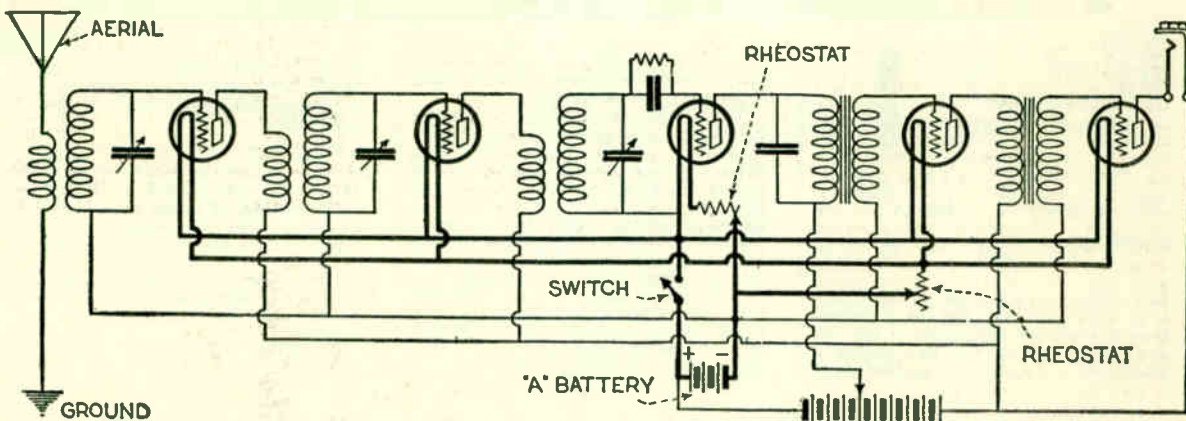 AERIAL
RHEOSTAT
SWITCH
+ −
RHEOSTAT
"A" BATTERY
GROUND